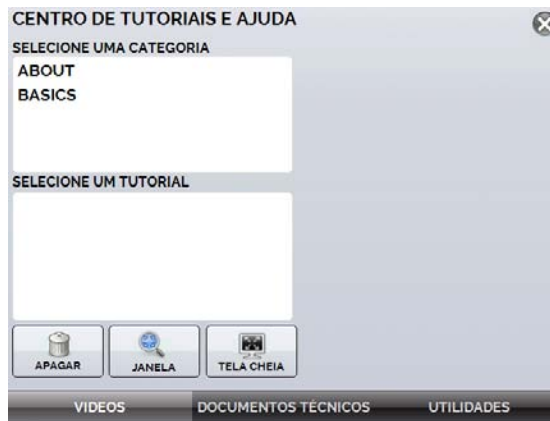 CENTRO DE TUTORIAIS E AJUDA
SELECIONE UMA CATEGORIA
ABOUT
BASICS
SELECIONE UM TUTORIAL
APAGAR
JANELA
TELA CHEIA
VIDEOS
DOCUMENTOS TÉCNICOS
UTILIDADES